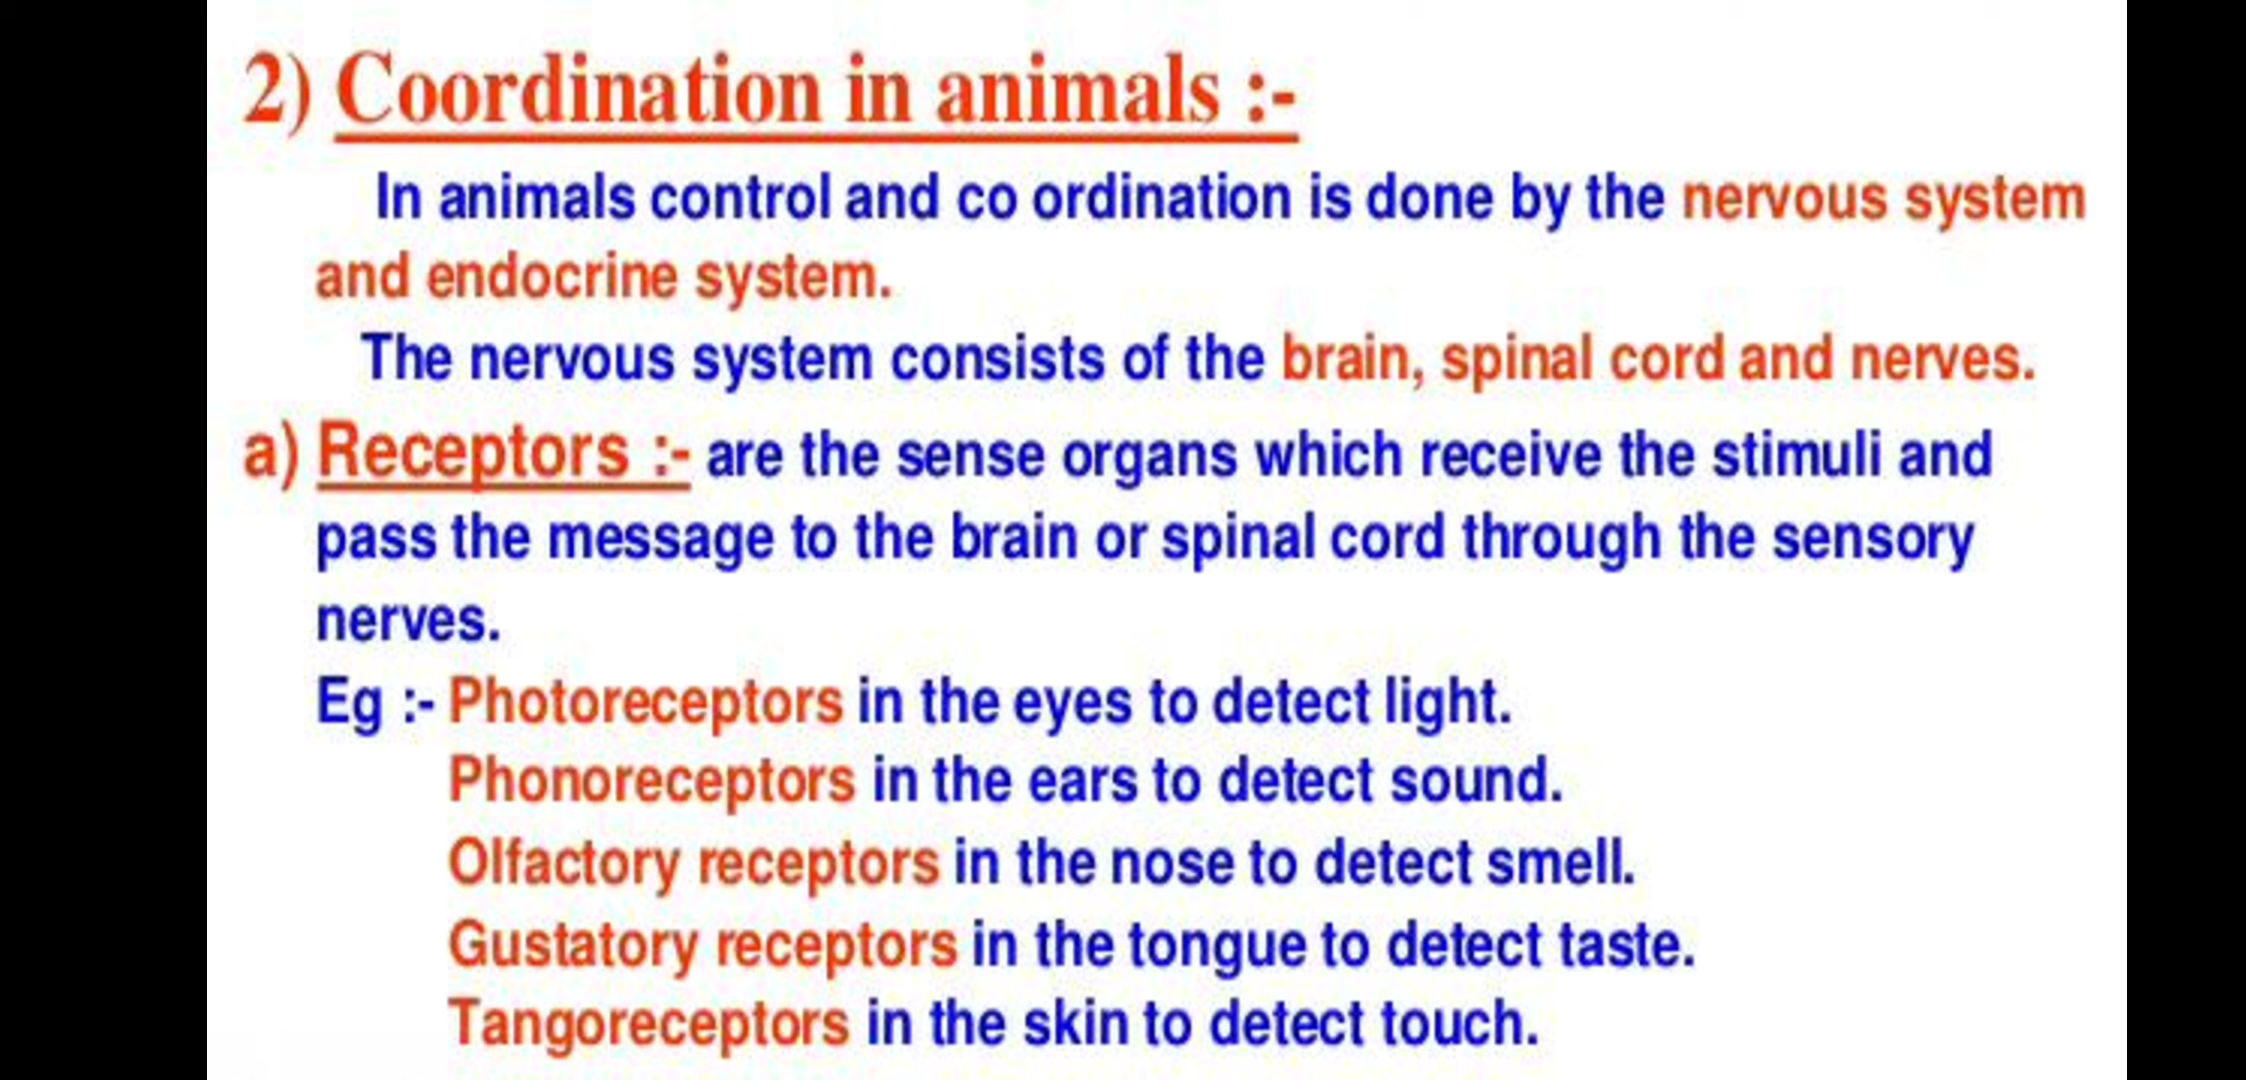 2) Coordination in animals :-
In animals control and co ordination is done by the nervous system
and endocrine system.
The nervous system consists of the brain, spinal cord and nerves.
a) Receptors :- are the sense organs which receive the stimuli and
pass the message to the brain or spinal cord through the sensory
nerves.
Eg :- Photoreceptors in the eyes to detect light.
Phonoreceptors in the ears to detect sound.
Olfactory receptors in the nose to detect smell.
Gustatory receptors in the tongue to detect taste.
Tangoreceptors in the skin to detect touch.